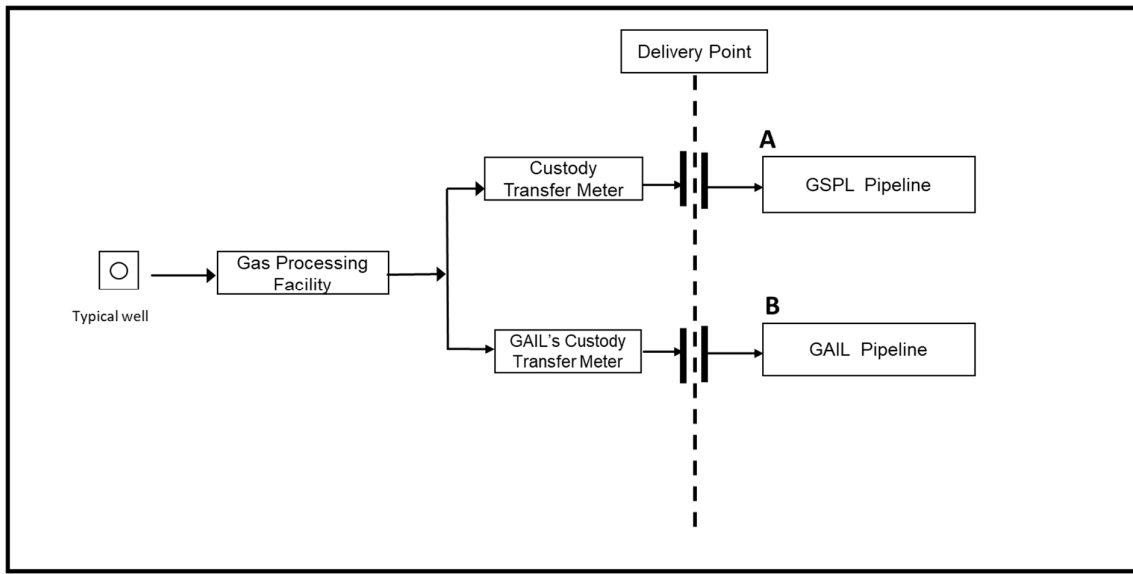 Delivery Point
A
Custody
Transfer Meter
GSPL Pipeline
Gas Processing
Facility
Typical well
B
GAIL's Custody
Transfer Meter
GAIL Pipeline